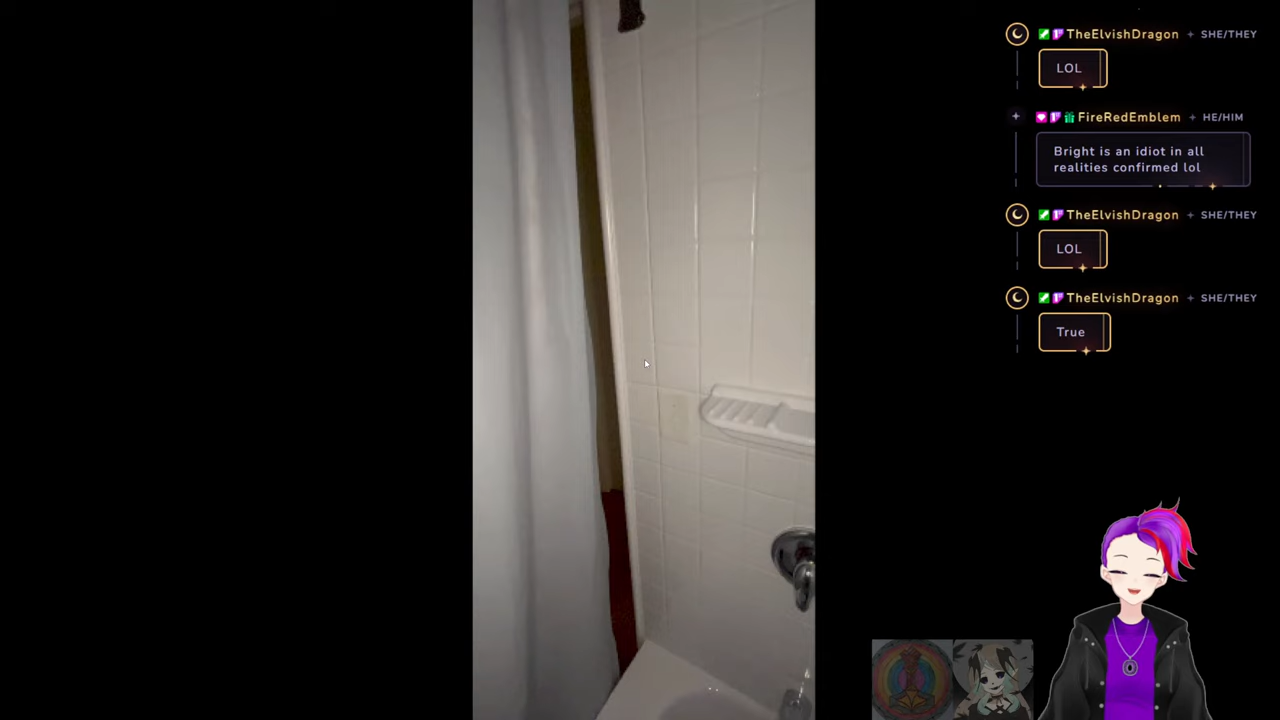 TheElvishDragon + SHE/THEY
LOL
FireRedEmblem + HE/HIM
Bright is an idiot in all
realities confirmed lol
TheElvishDragon + SHE/THEY
LOL
TheElvishDragon + SHE/THEY
True